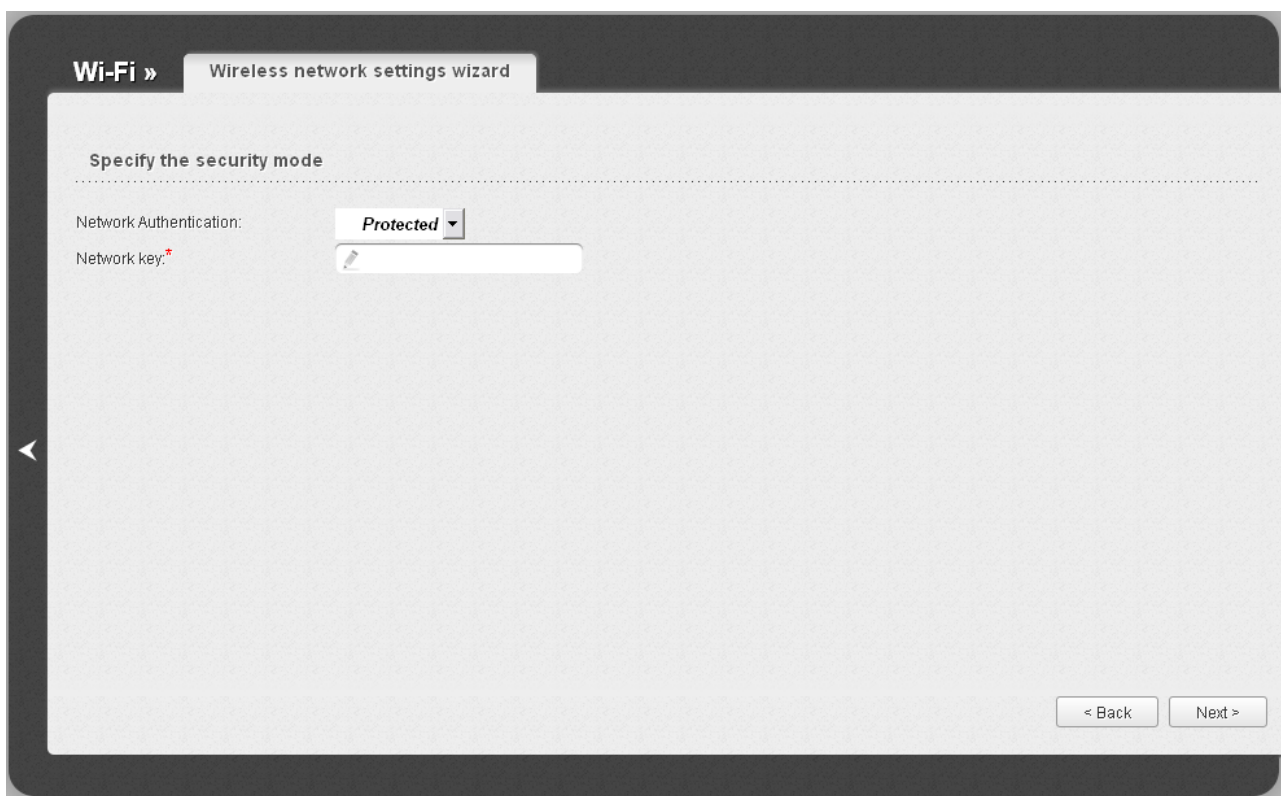 Wi-Fi »
Wireless network settings wizard
Specify the security mode
Network Authentication:
Protected
Network key:*
< Back
Next >